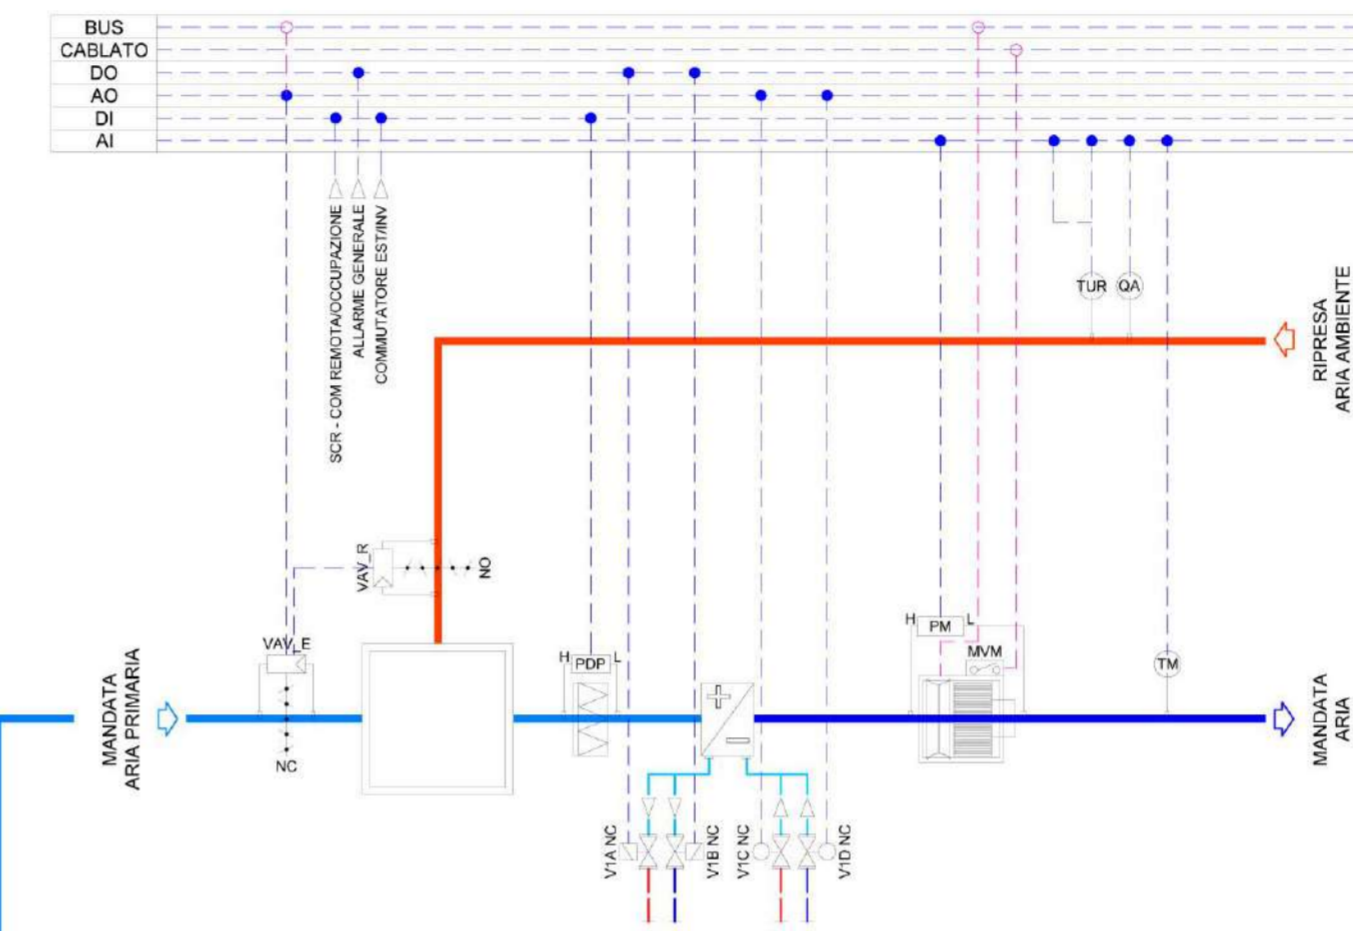 BUS
CABLATO
DO
AO
DI
AI
SCR - COM REMOTA/OCCUPAZIONE
ALLARME GENERALE
COMMUTATORE EST/INV
TUR
QA
RIPRESA
ARIA AMBIENTE
VAV_R
NO
VAV_E
H
PDP
L
H
PM
L
MVM
TM
MANDATA
ARIA PRIMARIA
NC
MANDATA
ARIA
V1A NC
V1B NC
V1C NC
V1D NC